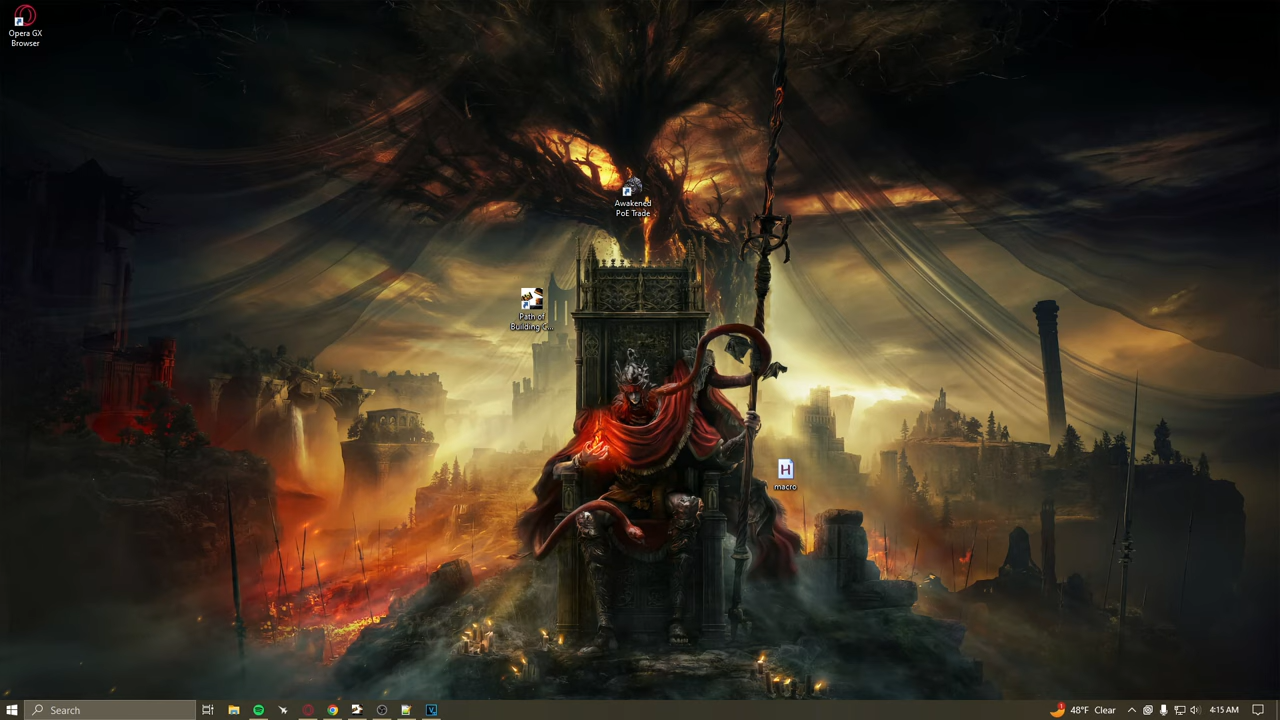 Opera GX
Browser
Awakened
PoE Trade
Path of
Building C...
H
macro
Search
48°F Clear
4:15 AM